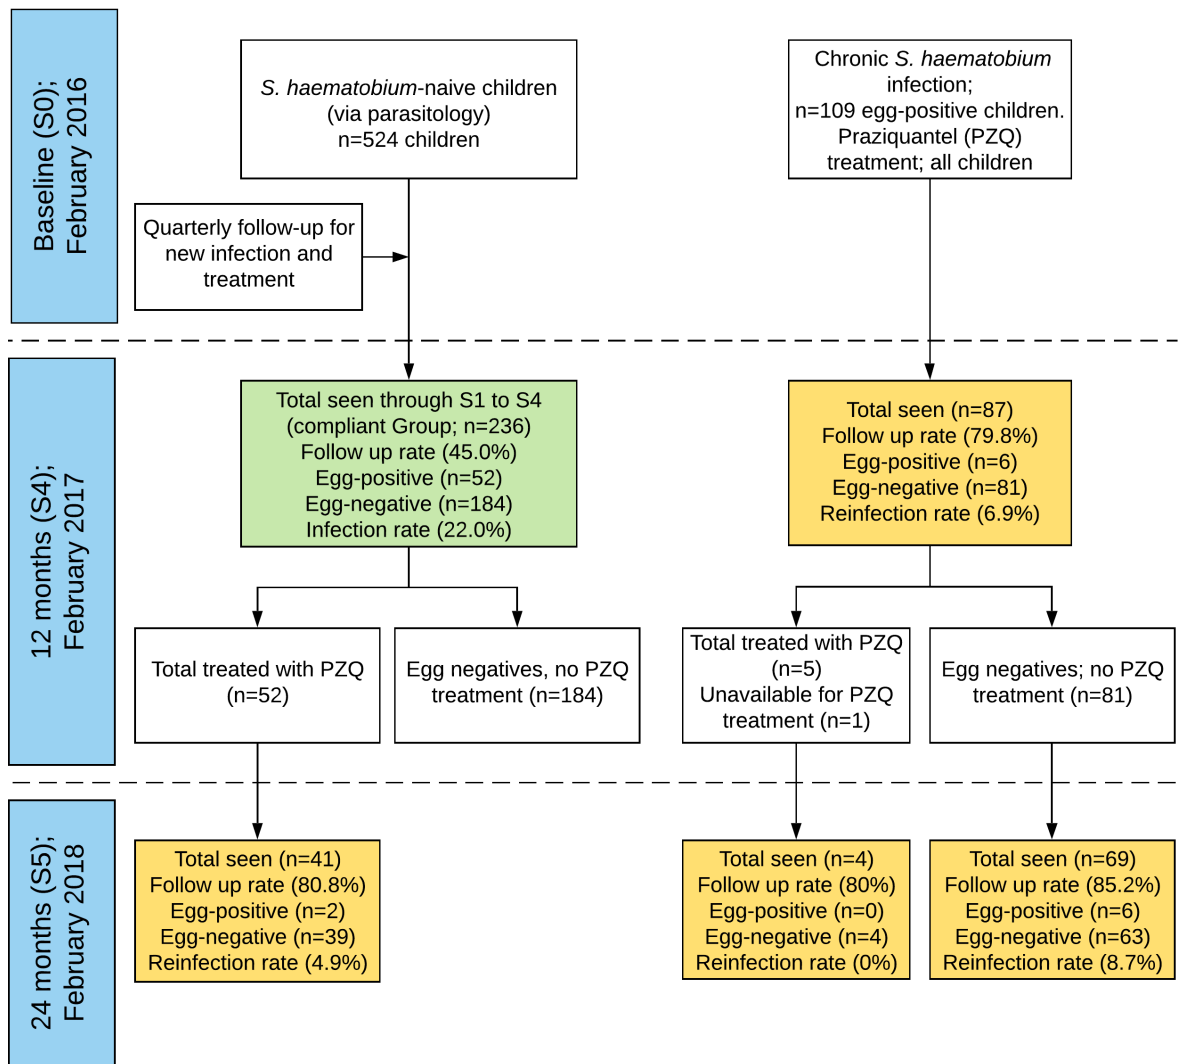 Baseline (S0);
February 2016
S. haematobium-naive children
(via parasitology)
n=524 children
Chronic S. haematobium
infection;
n=109 egg-positive children.
Praziquantel (PZQ)
treatment; all children
Quarterly follow-up for
new infection and
treatment
12 months (S4);
February 2017
Total seen through S1 to S4
(compliant Group; n=236)
Follow up rate (45.0%)
Egg-positive (n=52)
Egg-negative (n=184)
Infection rate (22.0%)
Total seen (n=87)
Follow up rate (79.8%)
Egg-positive (n=6)
Egg-negative (n=81)
Reinfection rate (6.9%)
Total treated with PZQ
(n=52)
Egg negatives, no PZQ
treatment (n=184)
Total treated with PZQ
(n=5)
Unavailable for PZQ
treatment (n=1)
Egg negatives; no PZQ
treatment (n=81)
24 months (S5);
February 2018
Total seen (n=41)
Follow up rate (80.8%)
Egg-positive (n=2)
Egg-negative (n=39)
Reinfection rate (4.9%)
Total seen (n=4)
Follow up rate (80%)
Egg-positive (n=0)
Egg-negative (n=4)
Reinfection rate (0%)
Total seen (n=69)
Follow up rate (85.2%)
Egg-positive (n=6)
Egg-negative (n=63)
Reinfection rate (8.7%)